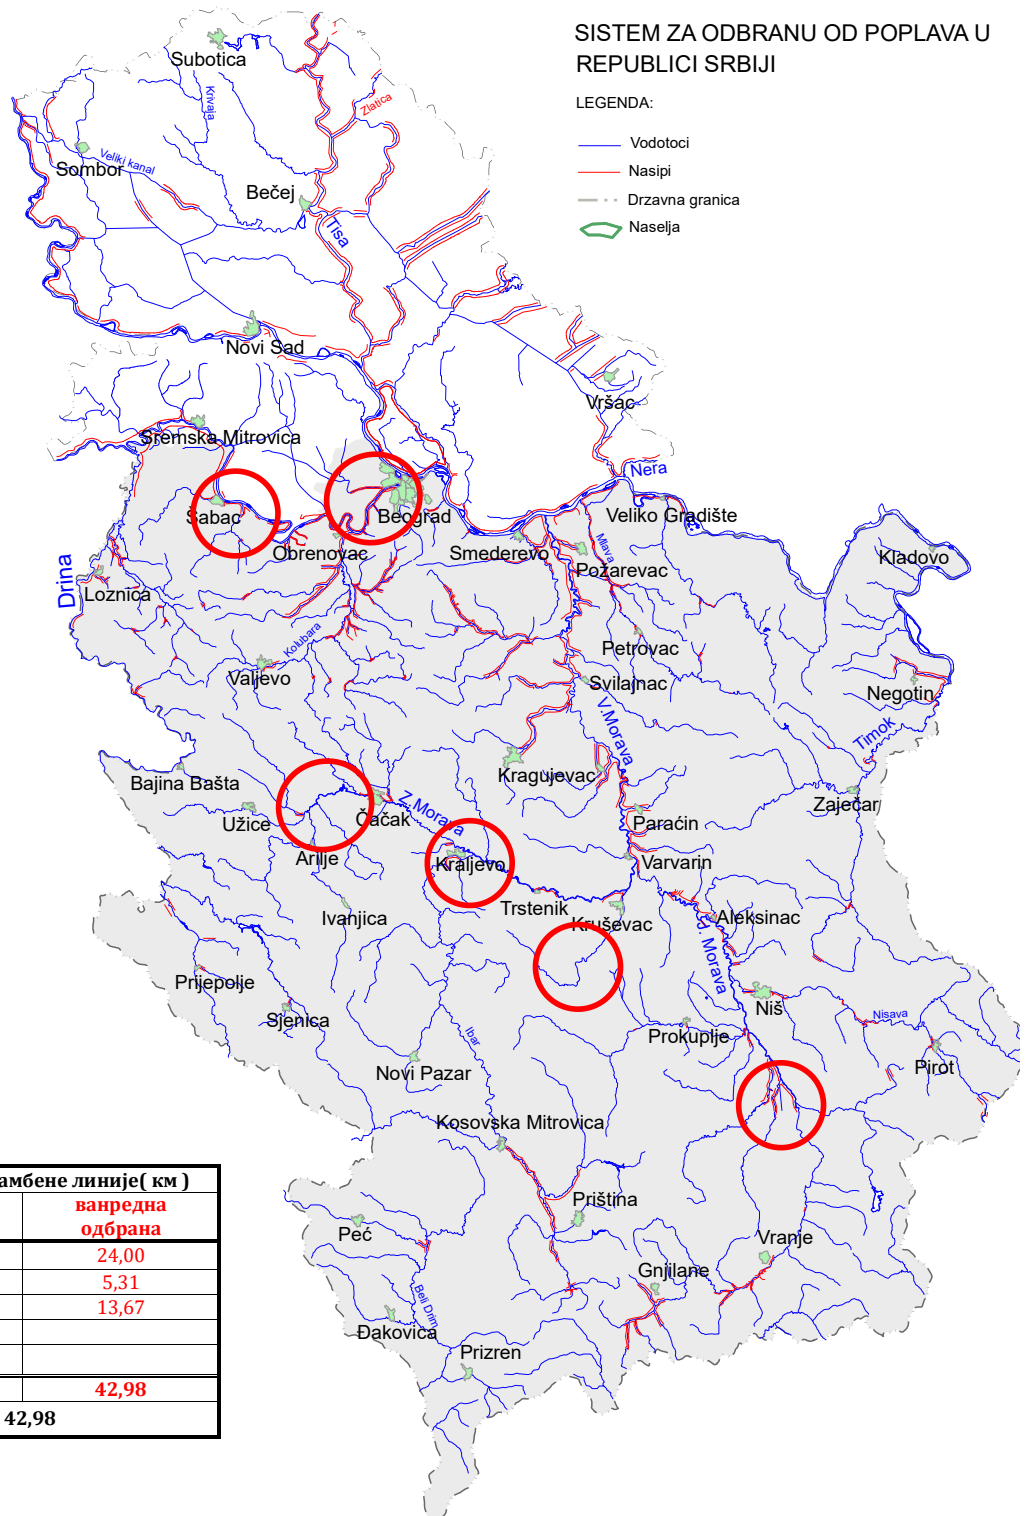 SISTEM ZA ODBRANU OD POPLAVA U
REPUBLICI SRBIJI
LEGENDA:
Vodotoci
Nasipi
Drzavna granica
Naselja
Subotica
Krivaja
Zlatica
Sombor
Veliki kanal
Bečej
Tisa
Novi Sad
Vršac
Sremska Mitrovica
Nera
Šabac
Beograd
Veliko Gradište
Obrenovac
Smederevo
Mlava
Požarevac
Kladovo
Drina
Loznica
Kolubara
Petrovac
Valjevo
Svilajnac
Negotin
V.Morava
Timok
Kragujevac
Bajina Bašta
Z.Morava
Zaječar
Užice
Čačak
Paraćin
Arilje
Kraljevo
Varvarin
Ivanjica
Trstenik
Kruševac
Aleksinac
J. Morava
Prijepolje
Sjenica
Niš
Nisava
Ibar
Prokuplje
Novi Pazar
Pirot
Kosovska Mitrovica
Priština
Peć
Vranje
Gnjilane
Beli Drim
Đakovica
Prizren
амбене линије( км )
ванредна
одбрана
24,00
5,31
13,67
42,98
42,98